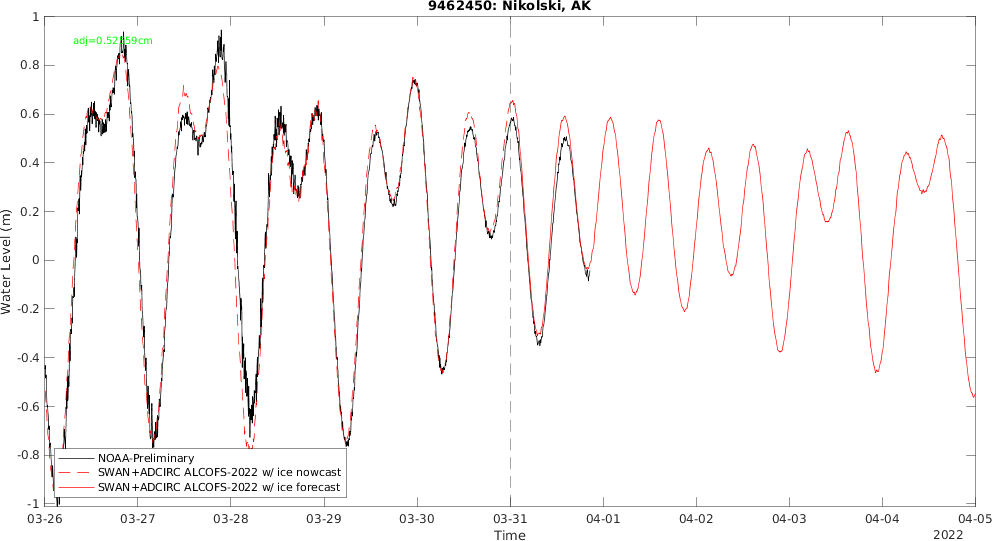 9462450: Nikolski, AK
adj=0.52759cm
Water Level (m)
1
0.8
0.6
0.4
0.2
0
-0.2
-0.4
-0.6
-0.8
-1
NOAA-Preliminary
SWAN+ADCIRC ALCOFS-2022 w/ ice nowcast
SWAN+ADCIRC ALCOFS-2022 w/ ice forecast
03-26 03-27 03-28 03-29 03-30 03-31 04-01 04-02 04-03 04-04 04-05
Time
2022